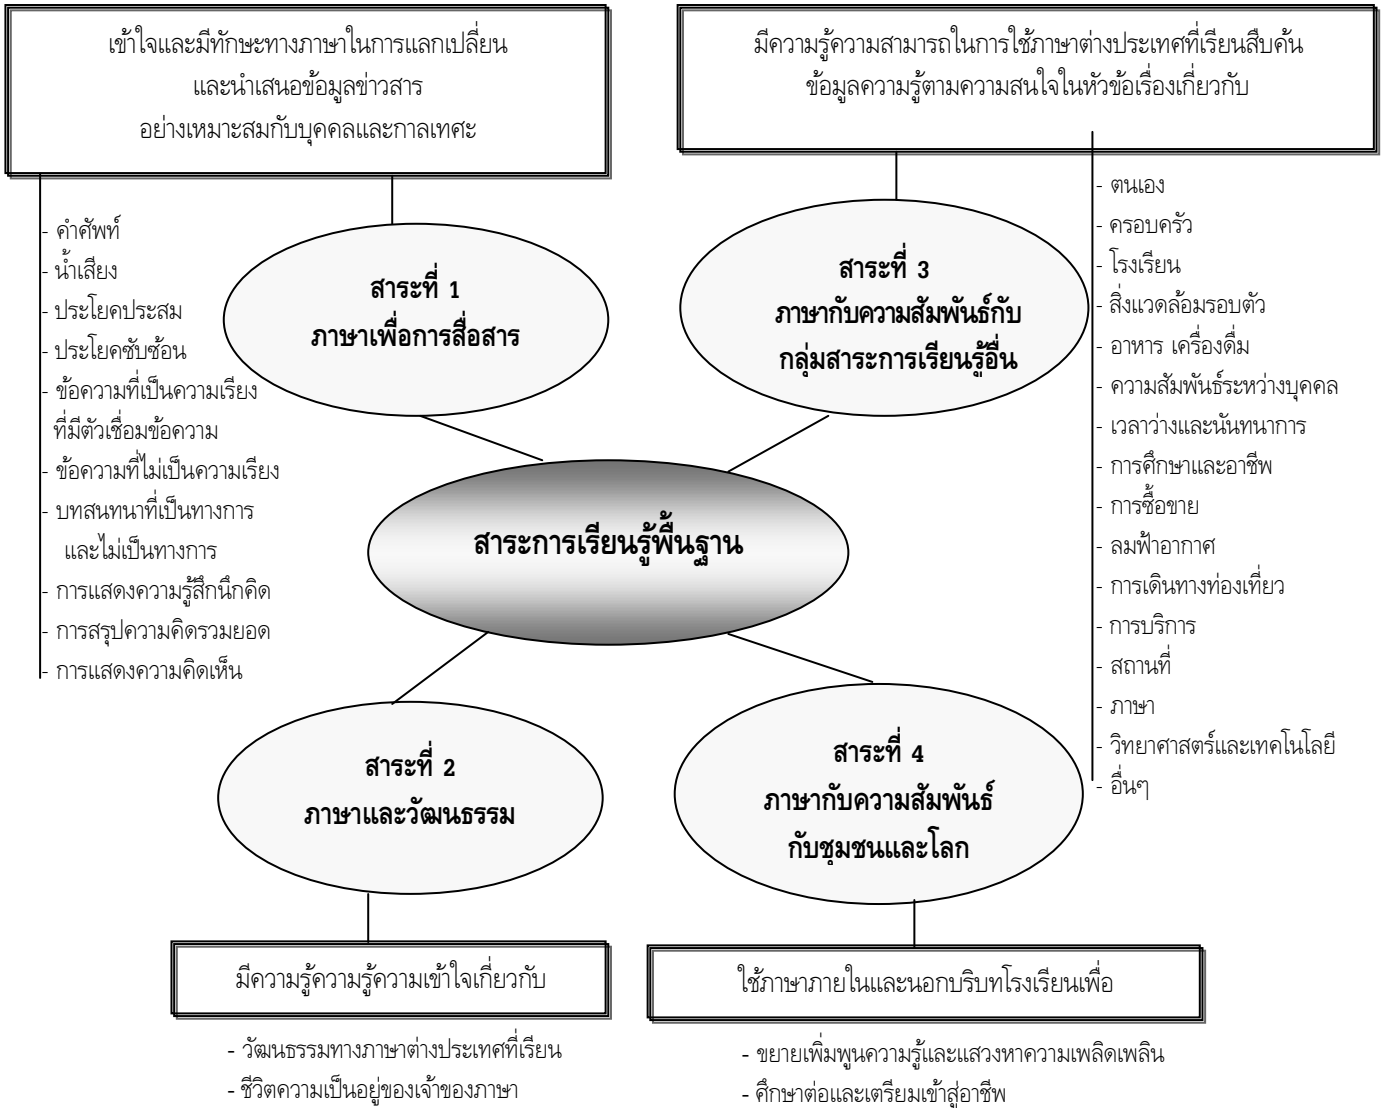 เข้าใจและมีทักษะทางภาษาในการแลกเปลี่ยน
และนำเสนอข้อมูลข่าวสาร
อย่างเหมาะสมกับบุคคลและกาลเทศะ
- คำศัพท์
- น้ำเสียง
- ประโยคประสม
- ประโยคซับซ้อน
- ข้อความที่เป็นความเรียง
ที่มีตัวเชื่อมข้อความ
- ข้อความที่ไม่เป็นความเรียง
- บทสนทนาที่เป็นทางการ
และไม่เป็นทางการ
- การแสดงความรู้สึกนึกคิด
- การสรุปความคิดรวมยอด
- การแสดงความคิดเห็น
สาระที่ 1
ภาษาเพื่อการสื่อสาร
มีความรู้ความสามารถในการใช้ภาษาต่างประเทศที่เรียนสืบค้น
ข้อมูลความรู้ตามความสนใจในหัวข้อเรื่องเกี่ยวกับ
สาระที่ 3
ภาษากับความสัมพันธ์กับ
กลุ่มสาระการเรียนรู้อื่น
- ตนเอง
- ครอบครัว
- โรงเรียน
- สิ่งแวดล้อมรอบตัว
- อาหาร เครื่องดื่ม
- ความสัมพันธ์ระหว่างบุคคล
- เวลาว่างและนันทนาการ
- การศึกษาและอาชีพ
- การซื้อขาย
- ลมฟ้าอากาศ
- การเดินทางท่องเที่ยว
- การบริการ
- สถานที่
- ภาษา
- วิทยาศาสตร์และเทคโนโลยี
- อื่นๆ
สาระการเรียนรู้พื้นฐาน
สาระที่ 2
ภาษาและวัฒนธรรม
มีความรู้ความรู้ความเข้าใจเกี่ยวกับ
- วัฒนธรรมทางภาษาต่างประเทศที่เรียน
- ชีวิตความเป็นอยู่ของเจ้าของภาษา
สาระที่ 4
ภาษากับความสัมพันธ์
กับชุมชนและโลก
ใช้ภาษาภายในและนอกบริบทโรงเรียนเพื่อ
- ขยายเพิ่มพูนความรู้และแสวงหาความเพลิดเพลิน
- ศึกษาต่อและเตรียมเข้าสู่อาชีพ